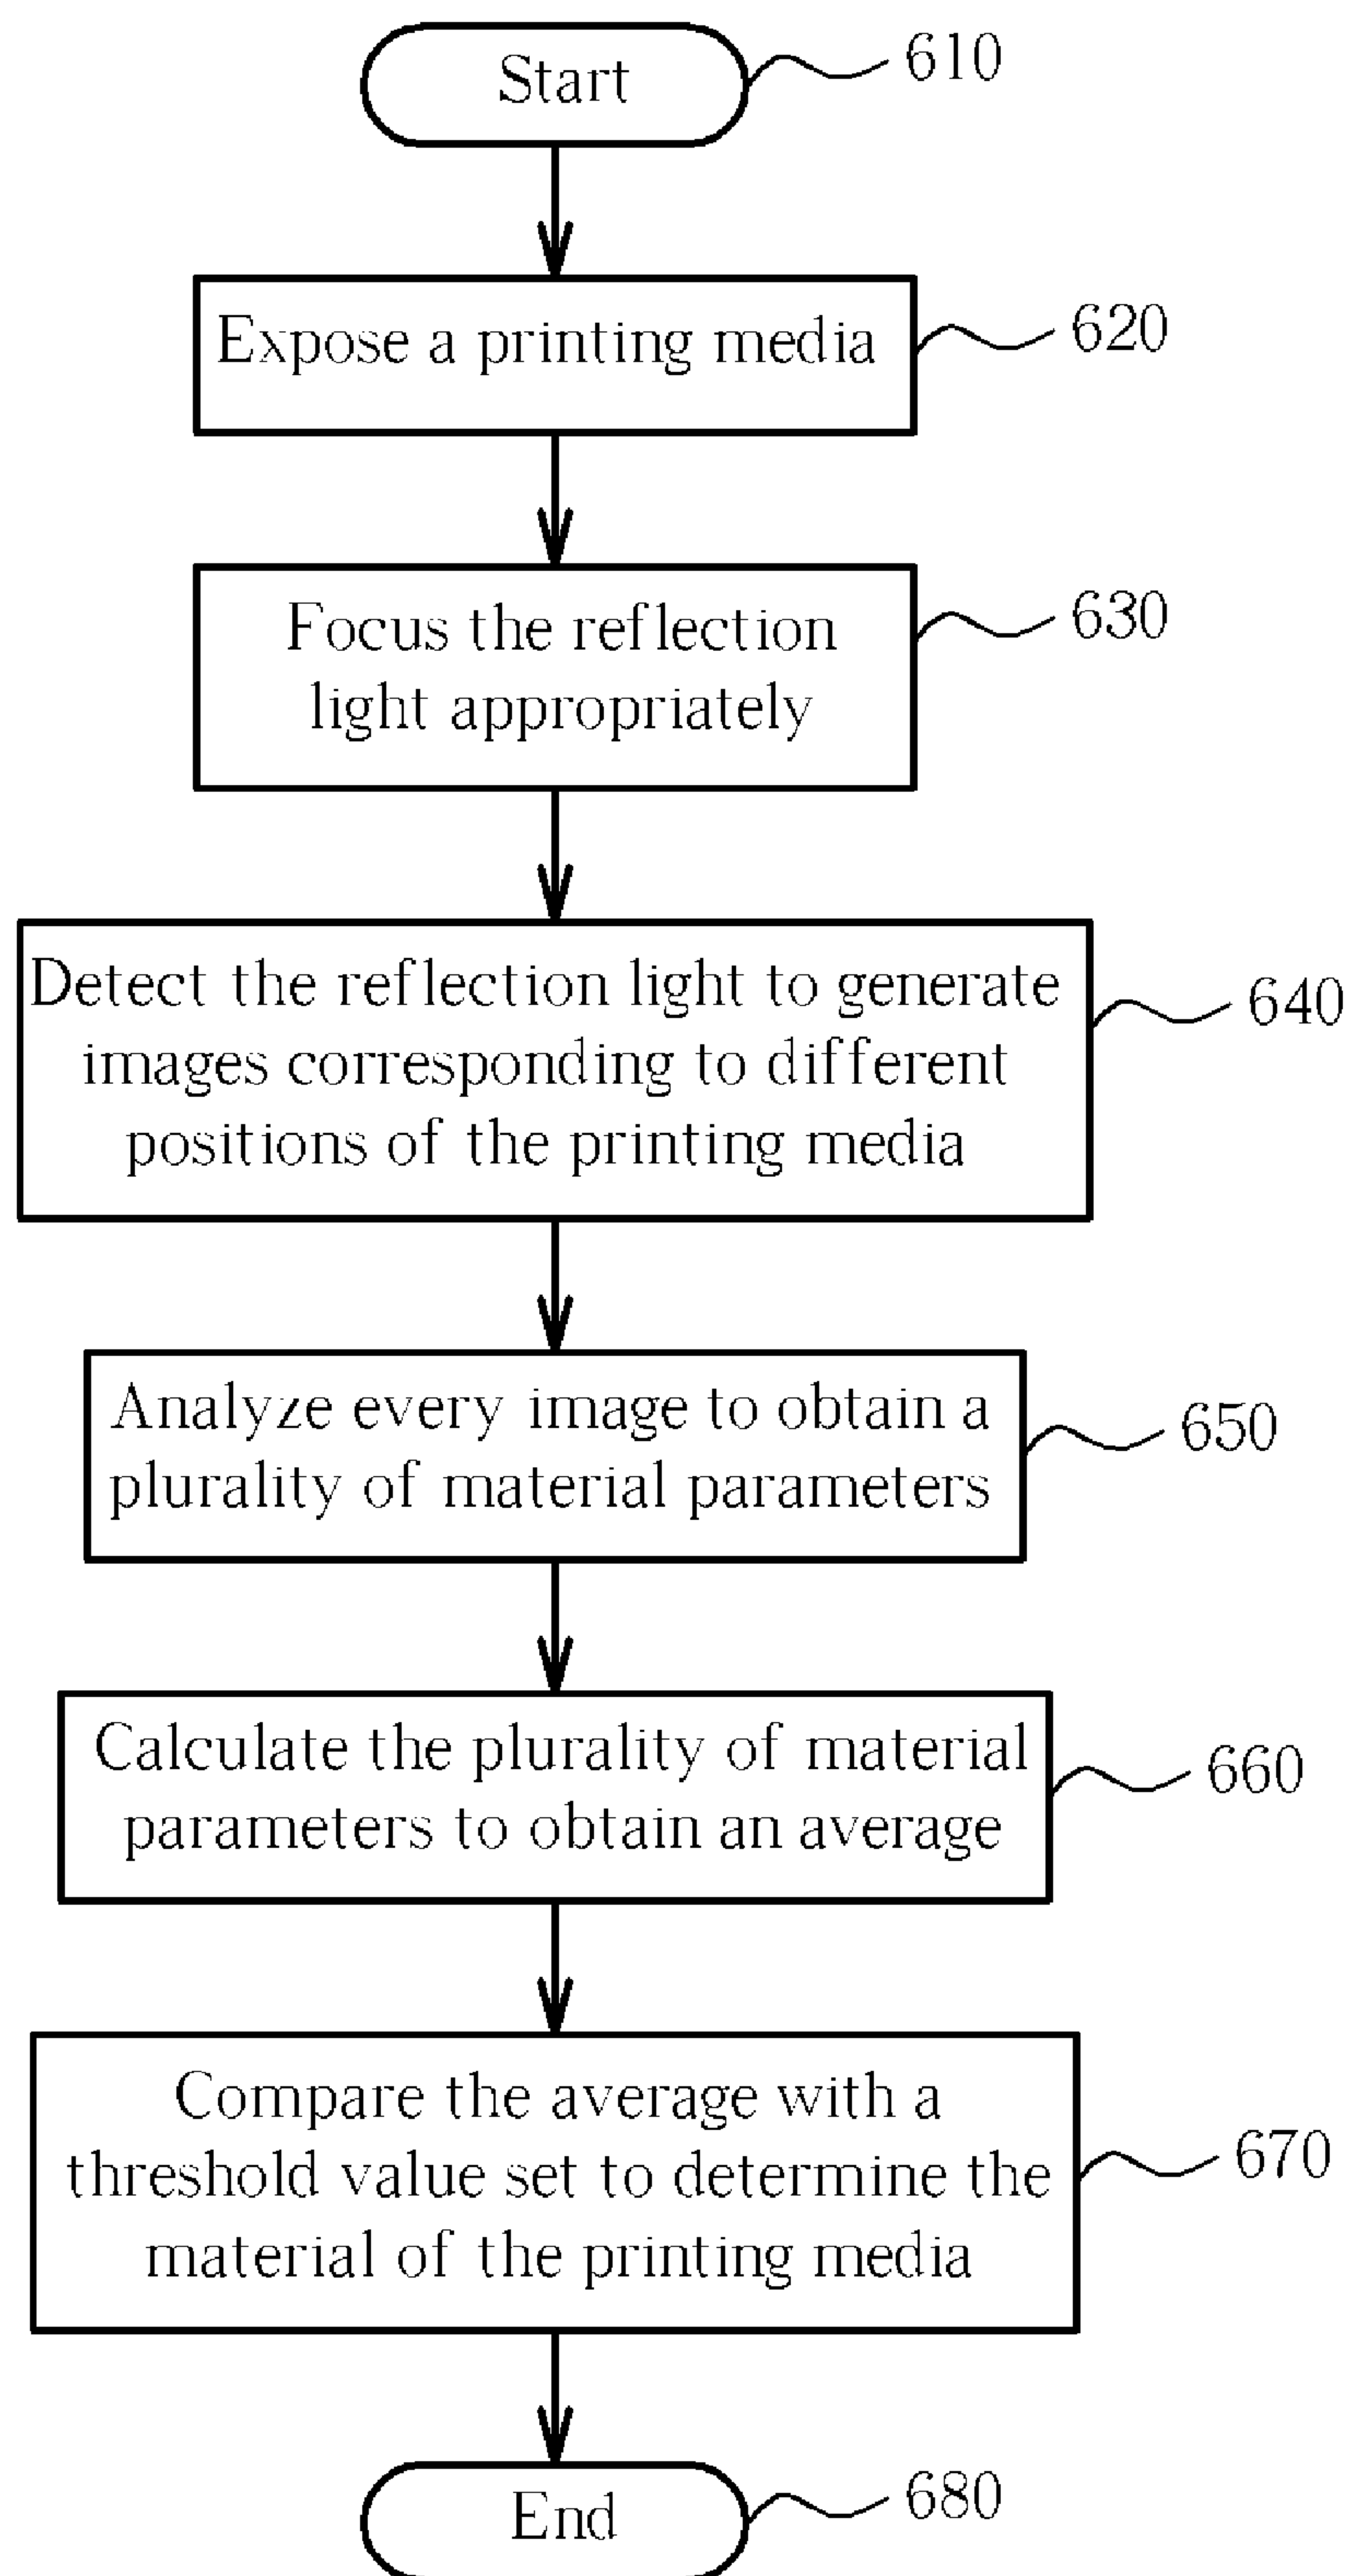 Start
610
Expose a printing media
620
Focus the reflection
light appropriately
630
Detect the reflection light to generate
images corresponding to different
positions of the printing media
640
Analyze every image to obtain a
plurality of material parameters
650
Calculate the plurality of material
parameters to obtain an average
660
Compare the average with a
threshold value set to determine the
material of the printing media
670
End
680